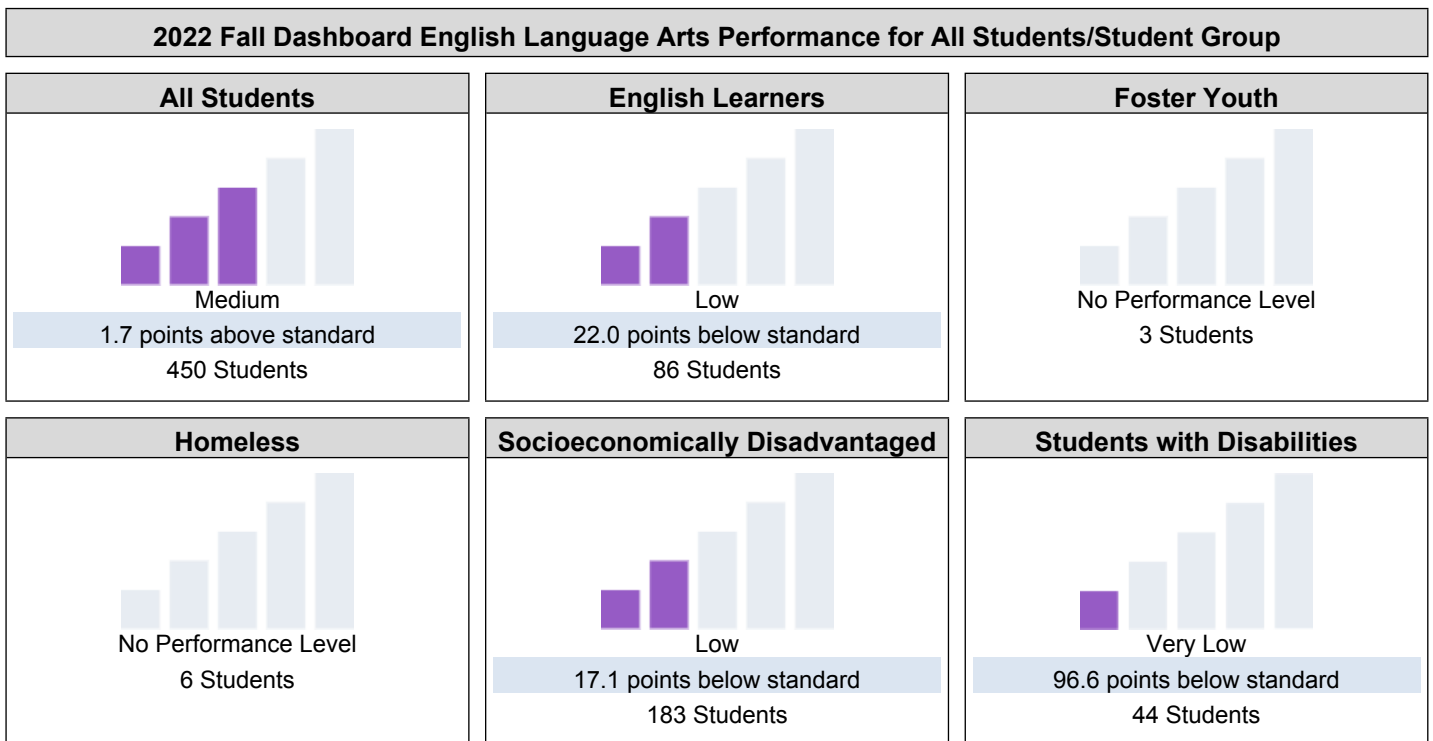 2022 Fall Dashboard English Language Arts Performance for All Students/Student Group
All Students
Medium
1.7 points above standard
450 Students
English Learners
Low
22.0 points below standard
86 Students
Foster Youth
No Performance Level
3 Students
Homeless
No Performance Level
6 Students
Socioeconomically Disadvantaged
Low
17.1 points below standard
183 Students
Students with Disabilities
Very Low
96.6 points below standard
44 Students